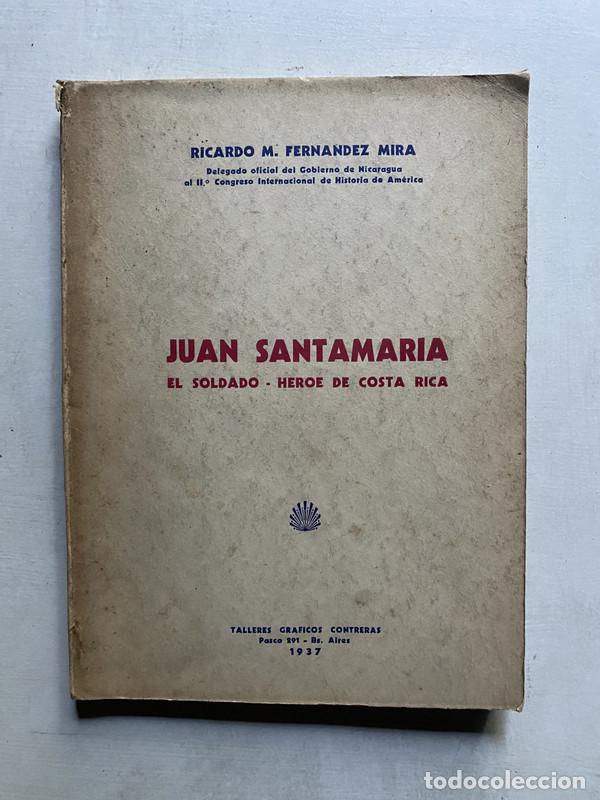 RICARDO M. FERNANDEZ MIRA
Delegado oficial del Gobierno de Nicaragua
al II.º Congreso Internacional de Historia de América
JUAN SANTAMARIA
EL SOLDADO - HEROE DE COSTA RICA
TALLERES GRAFICOS CONTRERAS
Pasco 291 - Bs. Aires
1937
todocoleccion